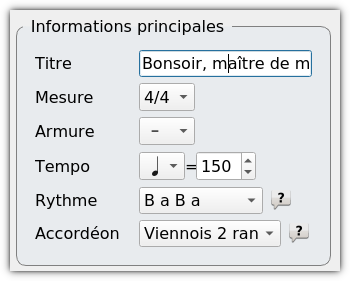 Informations principales
Titre Bonsoir, maître de m
Mesure 4/4
Armure –
Tempo ♩ = 150
Rythme B a B a ?
Accordéon Viennois 2 ran ?